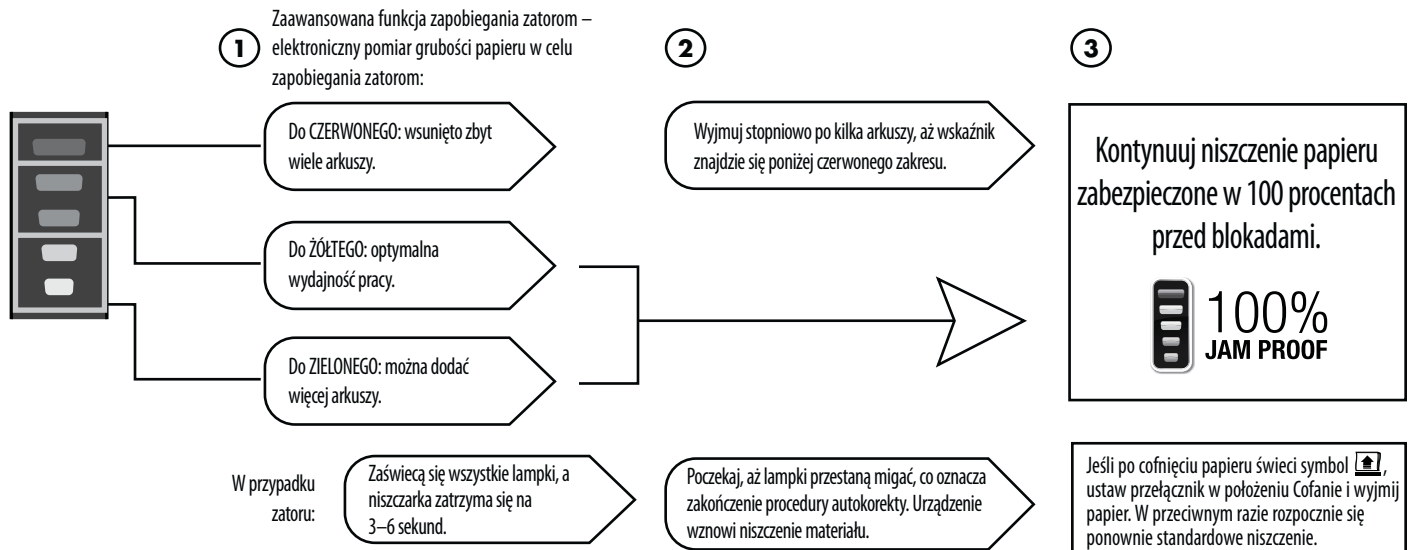 1
Zaawansowana funkcja zapobiegania zatorom –
elektroniczny pomiar grubości papieru w celu
zapobiegania zatorom:
Do CZERWONEGO: wsunięto zbyt
wiele arkuszy.
Do ŻÓŁTEGO: optymalna
wydajność pracy.
Do ZIELONEGO: można dodać
więcej arkuszy.
2
Wyjmuj stopniowo po kilka arkuszy, aż wskaźnik
znajdzie się poniżej czerwonego zakresu.
3
Kontynuuj niszczenie papieru
zabezpieczone w 100 procentach
przed blokadami.
100%
JAM PROOF
W przypadku
zatoru:
Zaświecą się wszystkie lampki, a
niszczarka zatrzyma się na
3–6 sekund.
Poczekaj, aż lampki przestaną migać, co oznacza
zakończenie procedury autokorekty. Urządzenie
wznowi niszczenie materiału.
Jeśli po cofnięciu papieru świeci symbol ,
ustaw przełącznik w położeniu Cofanie i wyjmij
papier. W przeciwnym razie rozpocznie się
ponownie standardowe niszczenie.